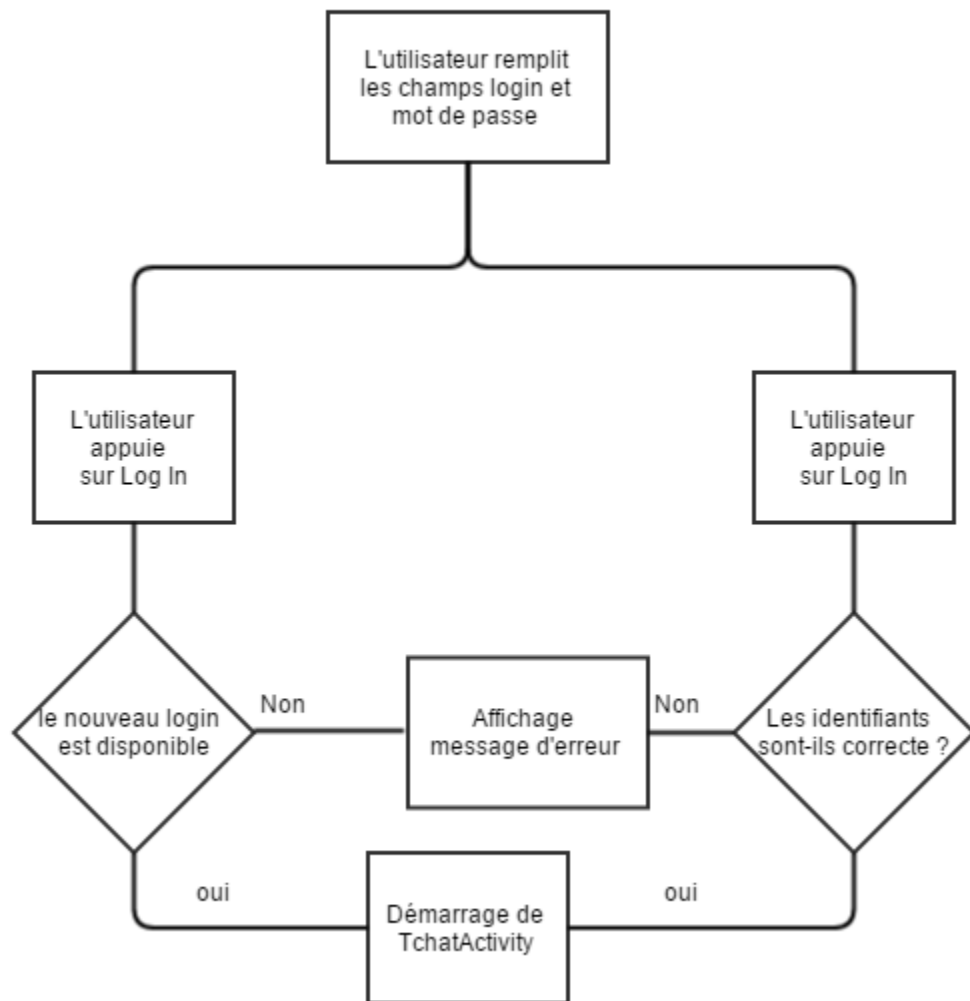 L'utilisateur remplit
les champs login et
mot de passe
L'utilisateur
appuie
sur Log In
L'utilisateur
appuie
sur Log In
le nouveau login
est disponible
Non
Affichage
message d'erreur
Non
Les identifiants
sont-ils correcte ?
oui
Démarrage de
TchatActivity
oui